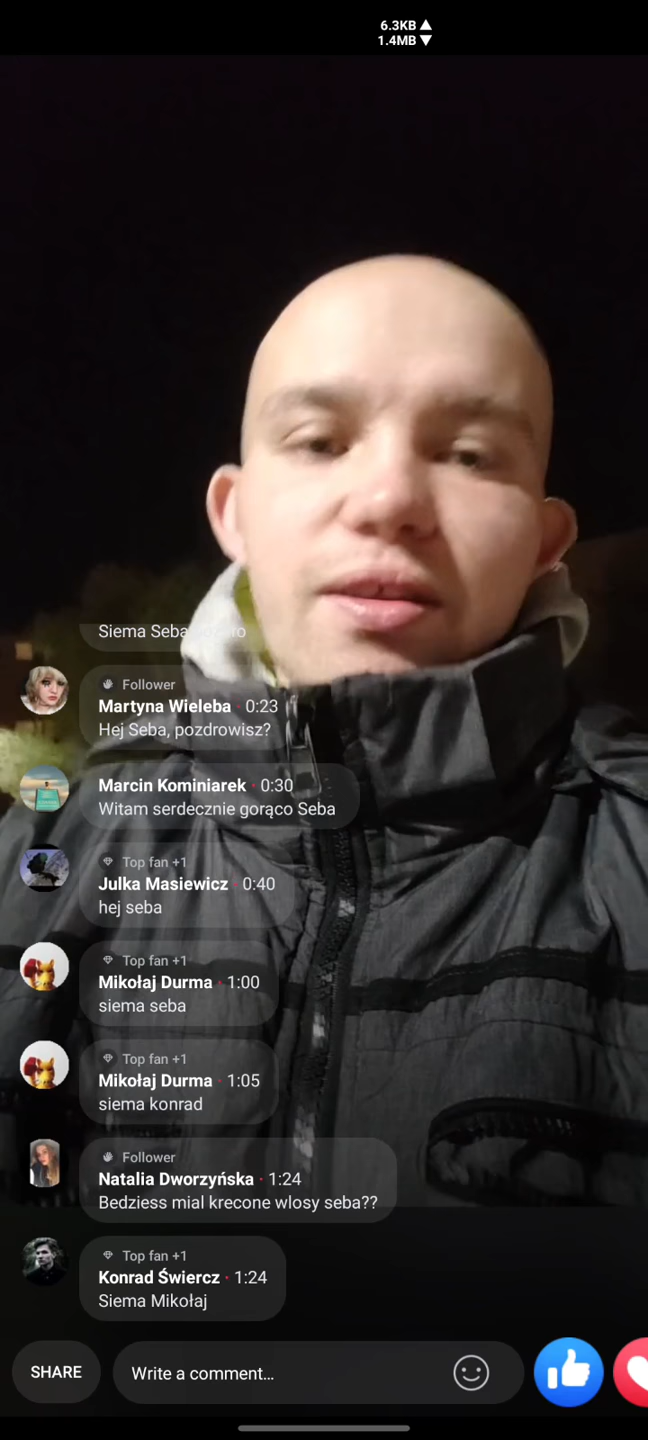 6.3KB ▲
1.4MB ▼
Siema Seba
Follower
Martyna Wieleba · 0:23
Hej Seba, pozdrowisz?
Marcin Kominiarek · 0:30
Witam serdecznie gorąco Seba
Top fan +1
Julka Masiewicz · 0:40
hej seba
Top fan +1
Mikołaj Durma · 1:00
siema seba
Top fan +1
Mikołaj Durma · 1:05
siema konrad
Follower
Natalia Dworzyńska · 1:24
Bedziess mial krecone wlosy seba??
Top fan +1
Konrad Świercz · 1:24
Siema Mikołaj
SHARE
Write a comment...